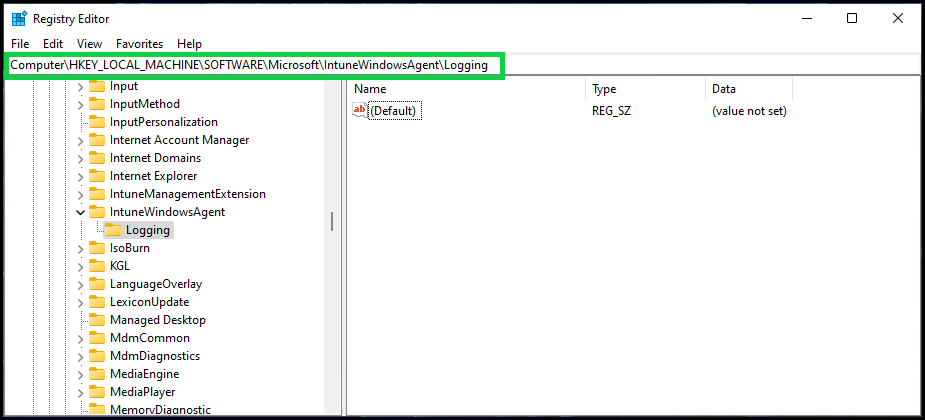 Registry Editor
File Edit View Favorites Help
Computer\HKEY_LOCAL_MACHINE\SOFTWARE\Microsoft\IntuneWindowsAgent\Logging
Input
InputMethod
InputPersonalization
Internet Account Manager
Internet Domains
Internet Explorer
IntuneManagementExtension
IntuneWindowsAgent
Logging
IsoBurn
KGL
LanguageOverlay
LexiconUpdate
Managed Desktop
MdmCommon
MdmDiagnostics
MediaEngine
MediaPlayer
MemoryDiagnostic
Name Type Data
ab (Default) REG_SZ (value not set)